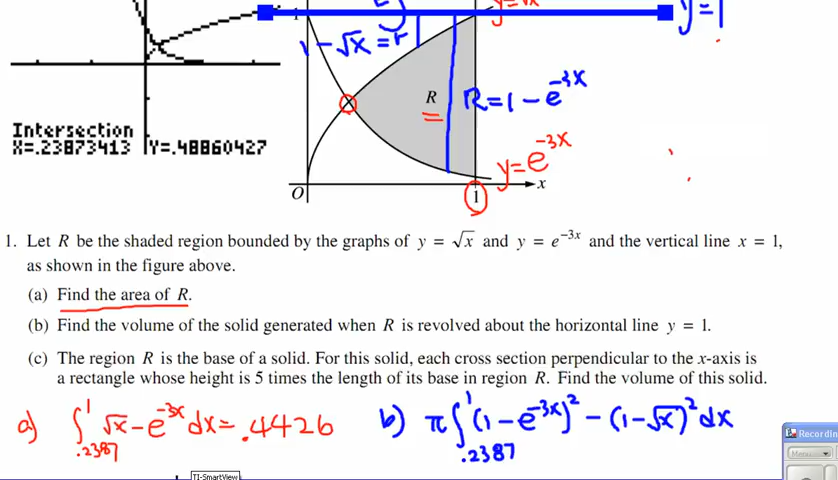 1
y=√x
y=1
1-√x=r
R
R=1-e^-3x
Intersection
X=.23873413 Y=.48860427
y=e^-3x
O
1
x
1. Let R be the shaded region bounded by the graphs of y = √x and y = e^−3x and the vertical line x = 1,
as shown in the figure above.
(a) Find the area of R.
(b) Find the volume of the solid generated when R is revolved about the horizontal line y = 1.
(c) The region R is the base of a solid. For this solid, each cross section perpendicular to the x-axis is
a rectangle whose height is 5 times the length of its base in region R. Find the volume of this solid.
a) ∫_.2387^1 √x - e^-3x dx = .4426
b) π∫_.2387^1 (1-e^-3x)^2 - (1-√x)^2 dx
Recordin
Menu
TI-SmartView